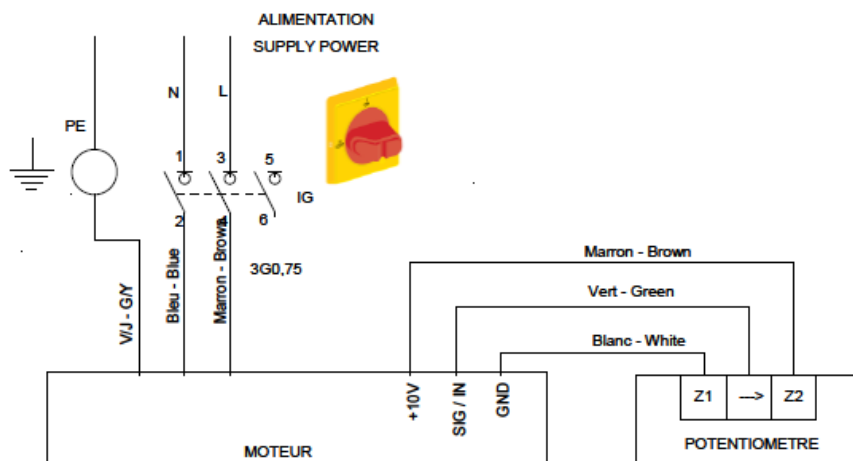 ALIMENTATION
SUPPLY POWER
N
L
PE
1
3
5
2
4
6
IG
Bleu - Blue
Marron - Brown
3G0,75
V/J - G/Y
Marron - Brown
Vert - Green
Blanc - White
+10V
SIG / IN
GND
Z1
--->
Z2
MOTEUR
POTENTIOMETRE